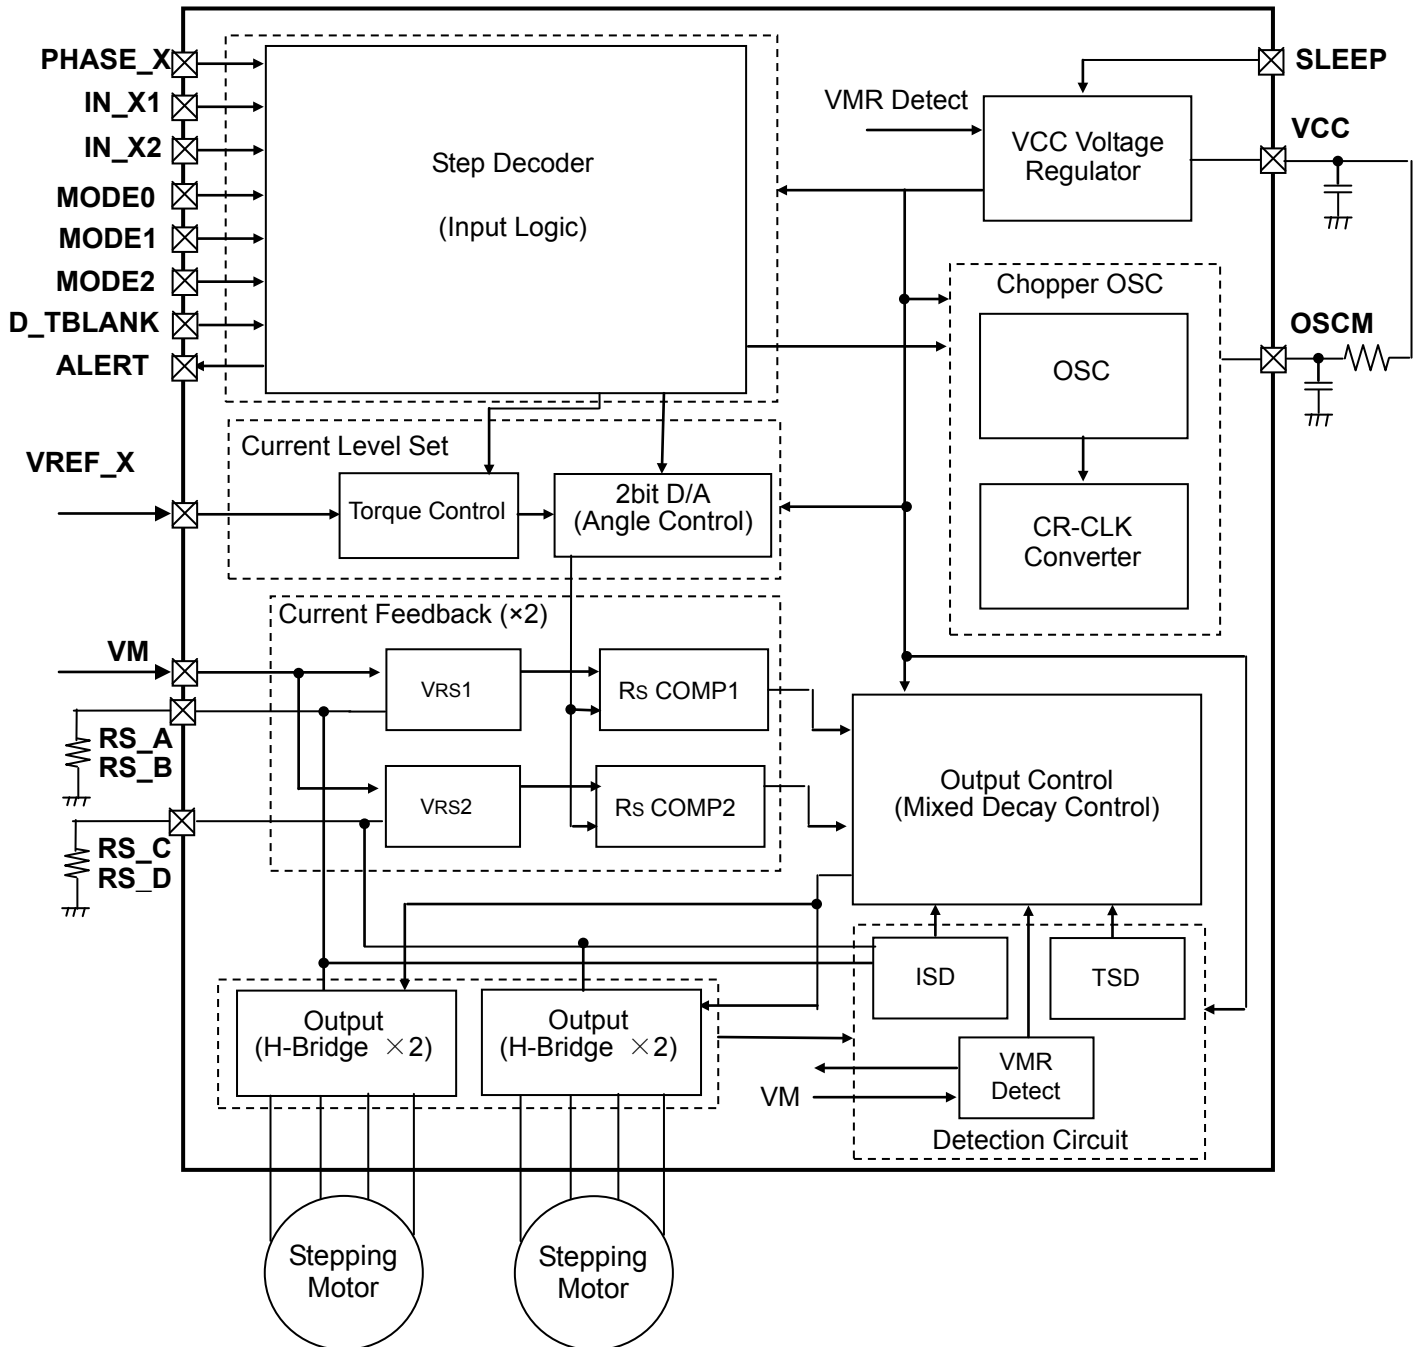 PHASE_X
IN_X1
IN_X2
MODE0
MODE1
MODE2
D_TBLANK
ALERT
VREF_X
VM
RS_A
RS_B
RS_C
RS_D
Step Decoder
(Input Logic)
VMR Detect
VCC Voltage
Regulator
SLEEP
VCC
OSCM
Chopper OSC
OSC
CR-CLK
Converter
Current Level Set
Torque Control
2bit D/A
(Angle Control)
Current Feedback (×2)
VRS1
RS COMP1
VRS2
RS COMP2
Output Control
(Mixed Decay Control)
ISD
TSD
VMR
Detect
VM
Detection Circuit
Output
(H-Bridge ×2)
Output
(H-Bridge ×2)
Stepping
Motor
Stepping
Motor